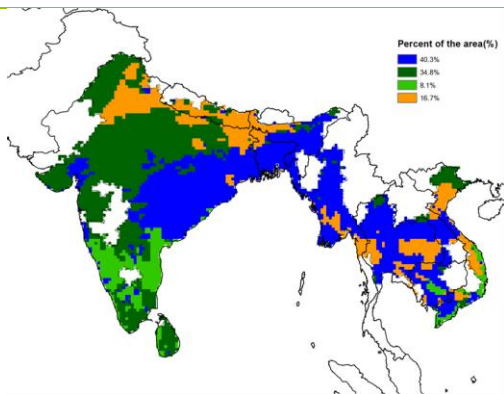 Percent of the area(%)
40.3%
34.8%
8.1%
16.7%